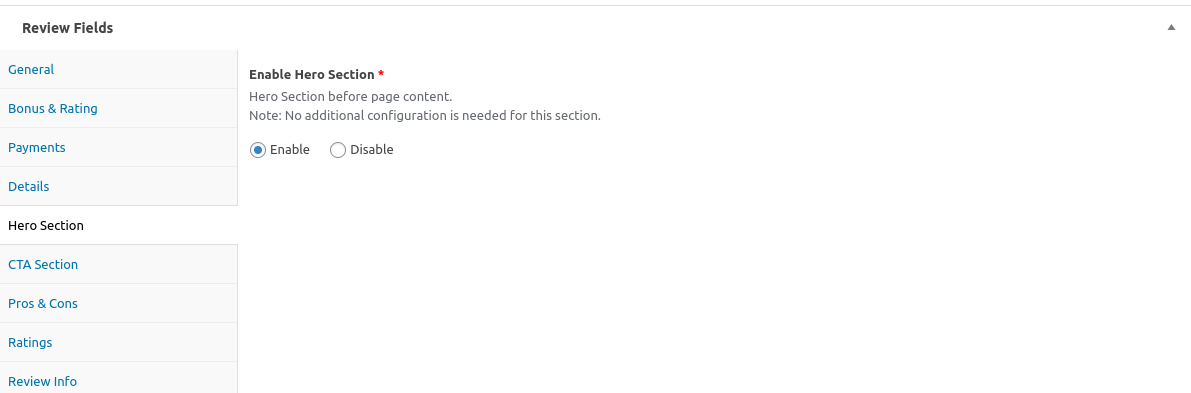 Review Fields
General
Bonus & Rating
Payments
Details
Hero Section
CTA Section
Pros & Cons
Ratings
Review Info
Enable Hero Section *
Hero Section before page content.
Note: No additional configuration is needed for this section.
Enable Disable